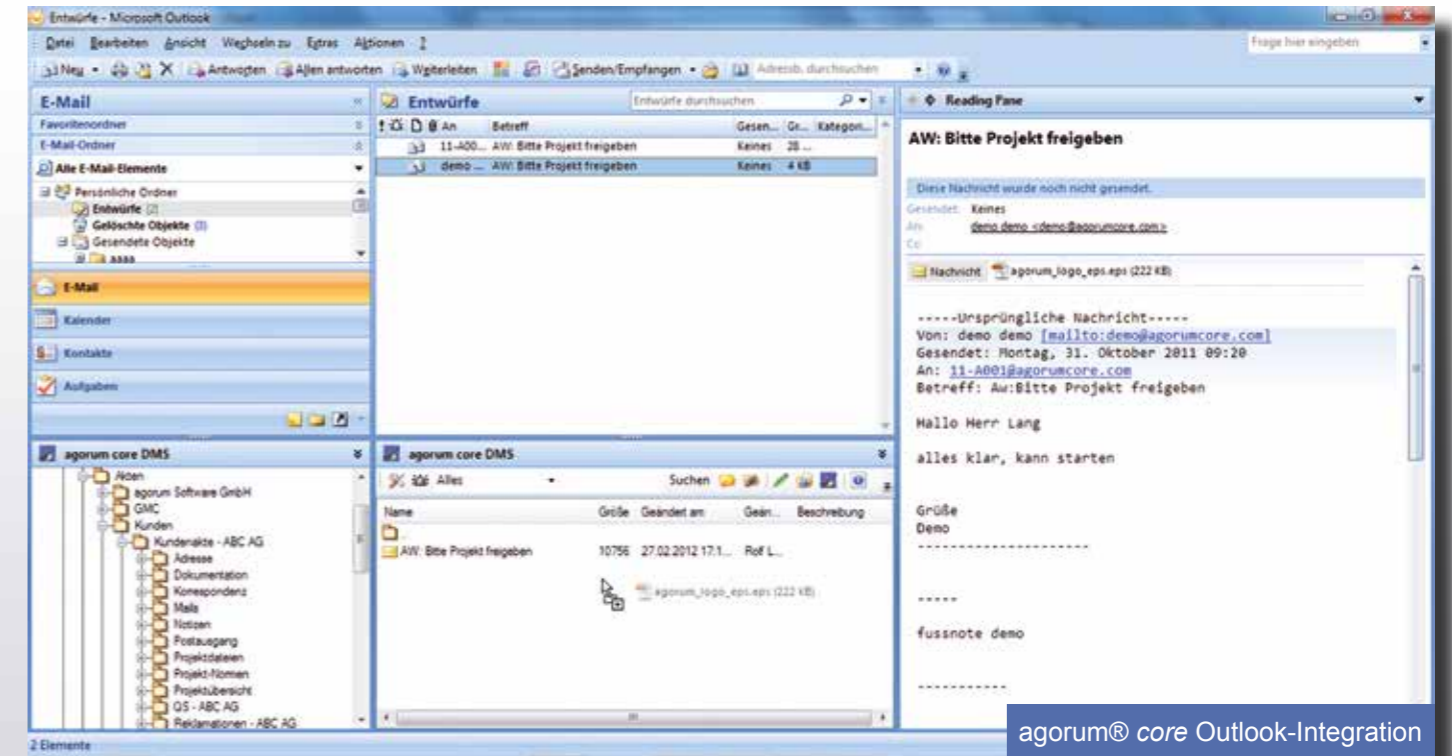 Entwürfe - Microsoft Outlook
Datei Bearbeiten Ansicht Wechseln zu Extras Aktionen ?
Frage hier eingeben
Neu Antworten Allen antworten Weiterleiten Senden/Empfangen Adressb. durchsuchen
E-Mail
Favoritenordner
E-Mail-Ordner
Alle E-Mail-Elemente
Persönliche Ordner
Entwürfe (2)
Gelöschte Objekte
Gesendete Objekte
aaaa
E-Mail
Kalender
Kontakte
Aufgaben
Entwürfe
Entwürfe durchsuchen
An Betreff Gesen... Gr... Kategori...
11-A00... AW: Bitte Projekt freigeben Keines 28 ...
demo ... AW: Bitte Projekt freigeben Keines 4 KB
Reading Pane
AW: Bitte Projekt freigeben
Diese Nachricht wurde noch nicht gesendet.
Gesendet: Keines
An: demo demo <demo@agorumcore.com>
Cc:
Nachricht agorum_logo_eps.eps (222 KB)
-----Ursprüngliche Nachricht-----
Von: demo demo [mailto:demo@agorumcore.com]
Gesendet: Montag, 31. Oktober 2011 09:20
An: 11-A001@agorumcore.com
Betreff: Aw:Bitte Projekt freigeben
Hallo Herr Lang
alles klar, kann starten
Grüße
Demo
---------------------
-----
fussnote demo
-----------
agorum core DMS
Akten
agorum Software GmbH
GMC
Kunden
Kundenakte - ABC AG
Adresse
Dokumentation
Korrespondenz
Mails
Notizen
Postausgang
Projektdateien
Projekt-Normen
Projektübersicht
QS - ABC AG
Reklamationen - ABC AG
agorum core DMS
Alles Suchen
Name Größe Geändert am Geän... Beschreibung
..
AW: Bitte Projekt freigeben 10756 27.02.2012 17:1... Rolf L...
agorum_logo_eps.eps (222 KB)
2 Elemente
agorum® core Outlook-Integration